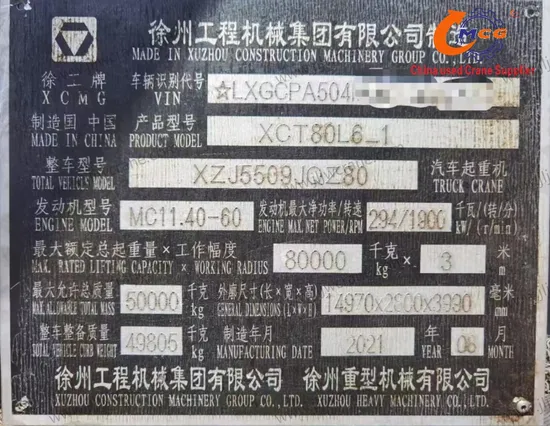 徐州工程机械集团有限公司制造
MADE IN XUZHOU CONSTRUCTION MACHINERY GROUP CO.,LTD.
MCG
China used Crane Supplier
徐工牌 车辆识别代号 ☆LXGCPA504
XCMG VIN
制造国 中国 产品型号 XCT80L6_1
MADE IN CHINA PRODUCT MODEL
整车型号 XZJ5509JQZ80 汽车起重机
TOTAL VEHICLE MODEL TRUCK CRANE
发动机型号 MC11.40-60 发动机最大净功率/转速 294/1900 千瓦/(转/分)
ENGINE MODEL ENGINE MAX. NET POWER/RPM kW/(r/min)
最大额定总起重量×工作幅度 80000 千克 × 3 米
MAX. RATED LIFTING CAPACITY × WORKING RADIUS kg m
最大允许总质量 50000 千克 外廓尺寸(长×宽×高) 14970x2800x3990 毫米
MAX. ALLOWABLE TOTAL MASS kg GENERAL DIMENSIONS (L×W×H) mm
整车整备质量 49805 千克 制造年月 2021 年 06 月
TOTAL VEHICLE CURB WEIGHT kg MANUFACTURING DATE YEAR MONTH
徐州工程机械集团有限公司 徐州重型机械有限公司
XUZHOU CONSTRUCTION MACHINERY GROUP CO.,LTD. XUZHOU HEAVY MACHINERY CO.,LTD.